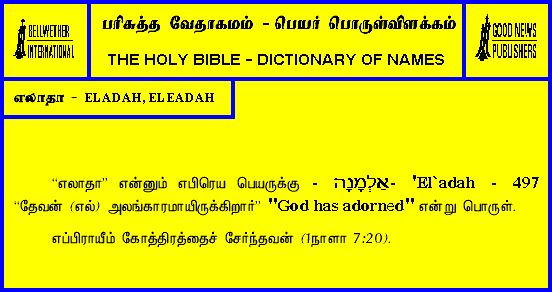 BELLWETHER
INTERNATIONAL
பரிசுத்த வேதாகமம் - பெயர் பொருள்விளக்கம்
THE HOLY BIBLE - DICTIONARY OF NAMES
GOOD NEWS
PUBLISHERS
எலாதா - ELADAH, ELEADAH
“எலாதா” என்னும் எபிரெய பெயருக்கு - אַלְמָנָה - 'El`adah - 497
“தேவன் (எல்) அலங்காரமாயிருக்கிறார்” "God has adorned" என்று பொருள்.
எப்பிராயீம் கோத்திரத்தைச் சேர்ந்தவன் (1நாளா 7:20).